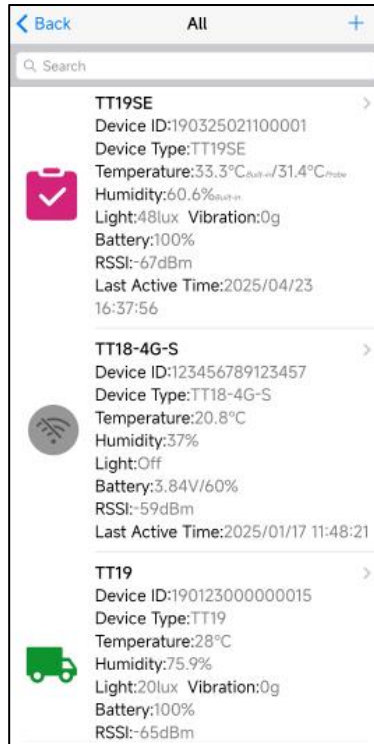 Back
All
+
Search
TT19SE
Device ID:190325021100001
Device Type:TT19SE
Temperature:33.3°CBuilt-in/31.4°CProbe
Humidity:60.6%Built-in
Light:48lux Vibration:0g
Battery:100%
RSSI:-67dBm
Last Active Time:2025/04/23
16:37:56
TT18-4G-S
Device ID:123456789123457
Device Type:TT18-4G-S
Temperature:20.8°C
Humidity:37%
Light:Off
Battery:3.84V/60%
RSSI:-59dBm
Last Active Time:2025/01/17 11:48:21
TT19
Device ID:190123000000015
Device Type:TT19
Temperature:28°C
Humidity:75.9%
Light:20lux Vibration:0g
Battery:100%
RSSI:-65dBm